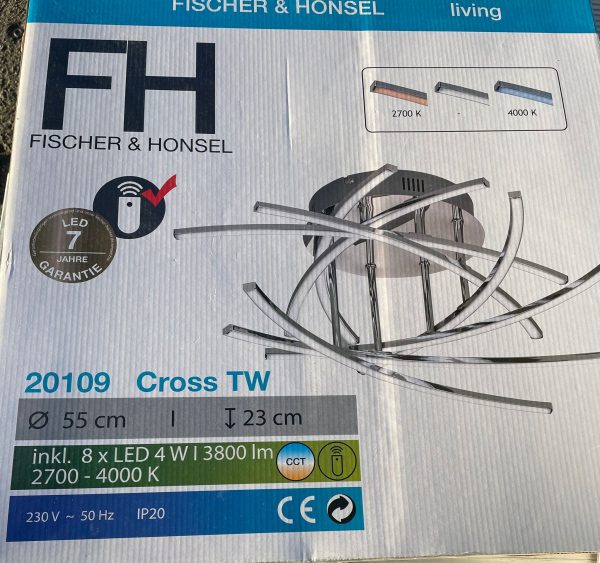 FISCHER & HONSEL living
FH
FISCHER & HONSEL
2700 K - 4000 K
LED
7
JAHRE
GARANTIE
20109 Cross TW
Ø 55 cm I ↧ 23 cm
inkl. 8 x LED 4 W I 3800 lm
2700 - 4000 K
CCT
230 V ~ 50 Hz IP20
CE